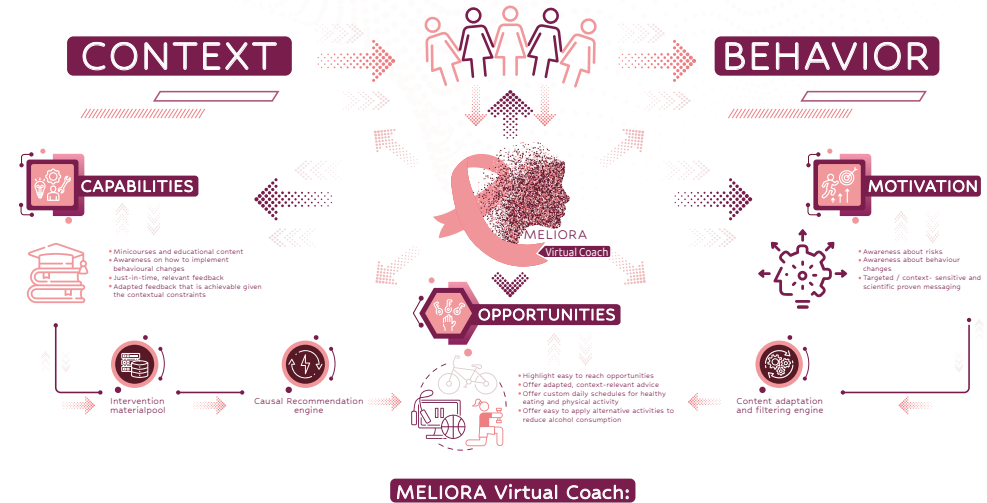 CONTEXT
BEHAVIOR
CAPABILITIES
MOTIVATION
MELIORA
Virtual Coach
• Minicourses and educational content
• Awareness on how to implement
behavioural changes
• Just-in-time, relevant feedback
• Adapted feedback that is achievable given
the contextual constraints
• Awareness about risks
• Awareness about behaviour
changes
• Targeted / context- sensitive and
scientific proven messaging
OPPORTUNITIES
• Highlight easy to reach opportunities
• Offer adapted, context-relevant advice
• Offer custom daily schedules for healthy
eating and physical activity
• Offer easy to apply alternative activities to
reduce alcohol consumption
Intervention
materialpool
Causal Recommendation
engine
Content adaptation
and filtering engine
MELIORA Virtual Coach: